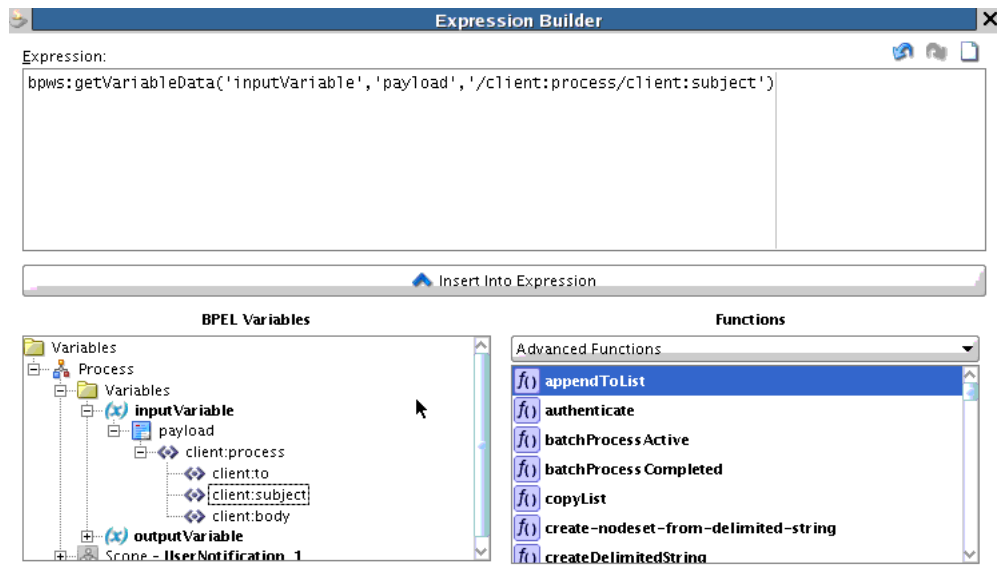 Expression Builder
Expression:
bpws:getVariableData('inputVariable','payload','/client:process/client:subject')
Insert Into Expression
BPEL Variables
Functions
Variables
Process
Variables
(x) inputVariable
payload
client:process
client:to
client:subject
client:body
(x) outputVariable
Scope - UserNotification_1
Advanced Functions
f() appendToList
f() authenticate
f() batchProcessActive
f() batchProcessCompleted
f() copyList
f() create-nodeset-from-delimited-string
f() createDelimitedString